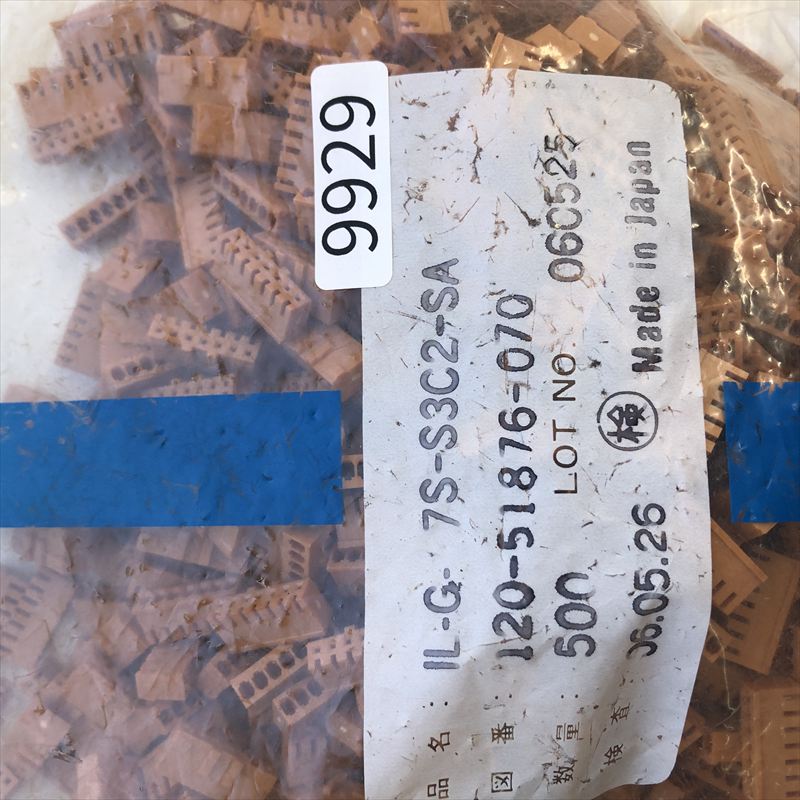 9929
品 名 : IL-G- 7S-S3C2-SA
図 番 : 120-51876-070
数 量 : 500 LOT NO. 060525
検 査 : 06.05.26 検 Made in Japan